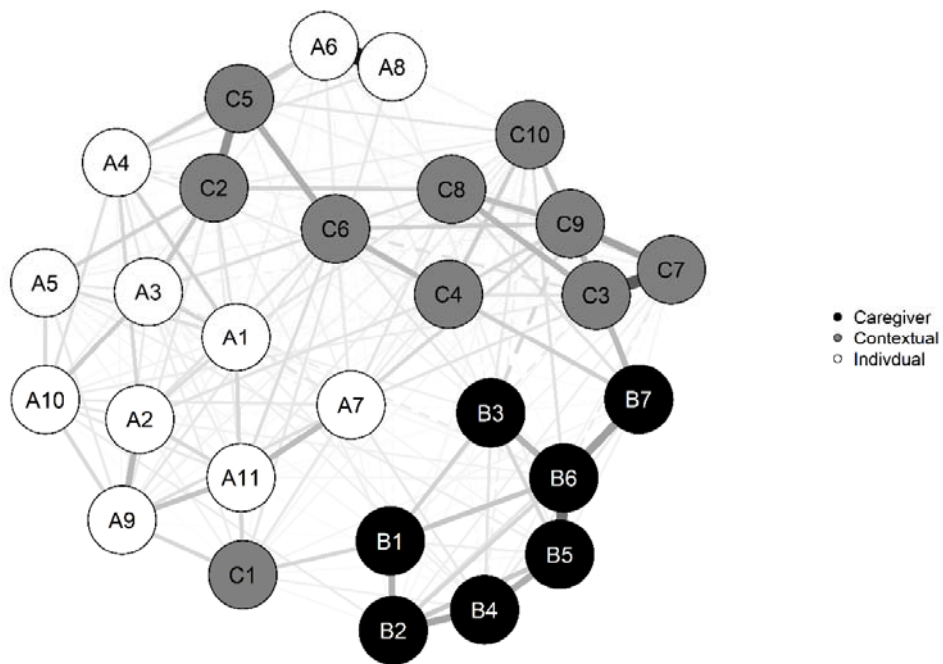 A6
A8
C5
C10
A4
C2
C8
C9
C6
C7
A5
A3
C4
C3
A1
Caregiver
Contextual
Indivdual
A10
A2
A7
B3
B7
A11
B6
A9
B1
B5
C1
B4
B2